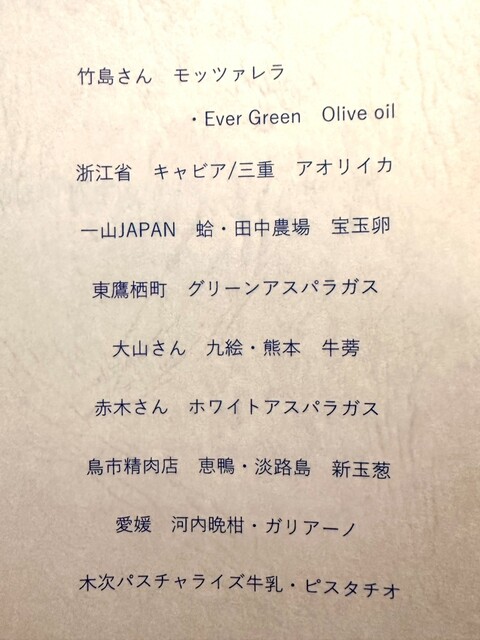 竹島さん　モッツァレラ
・Ever Green　Olive oil
浙江省　キャビア/三重　アオリイカ
一山JAPAN　蛤・田中農場　宝玉卵
東鷹栖町　グリーンアスパラガス
大山さん　九絵・熊本　牛蒡
赤木さん　ホワイトアスパラガス
鳥市精肉店　恵鴨・淡路島　新玉葱
愛媛　河内晩柑・ガリアーノ
木次パスチャライズ牛乳・ピスタチオ